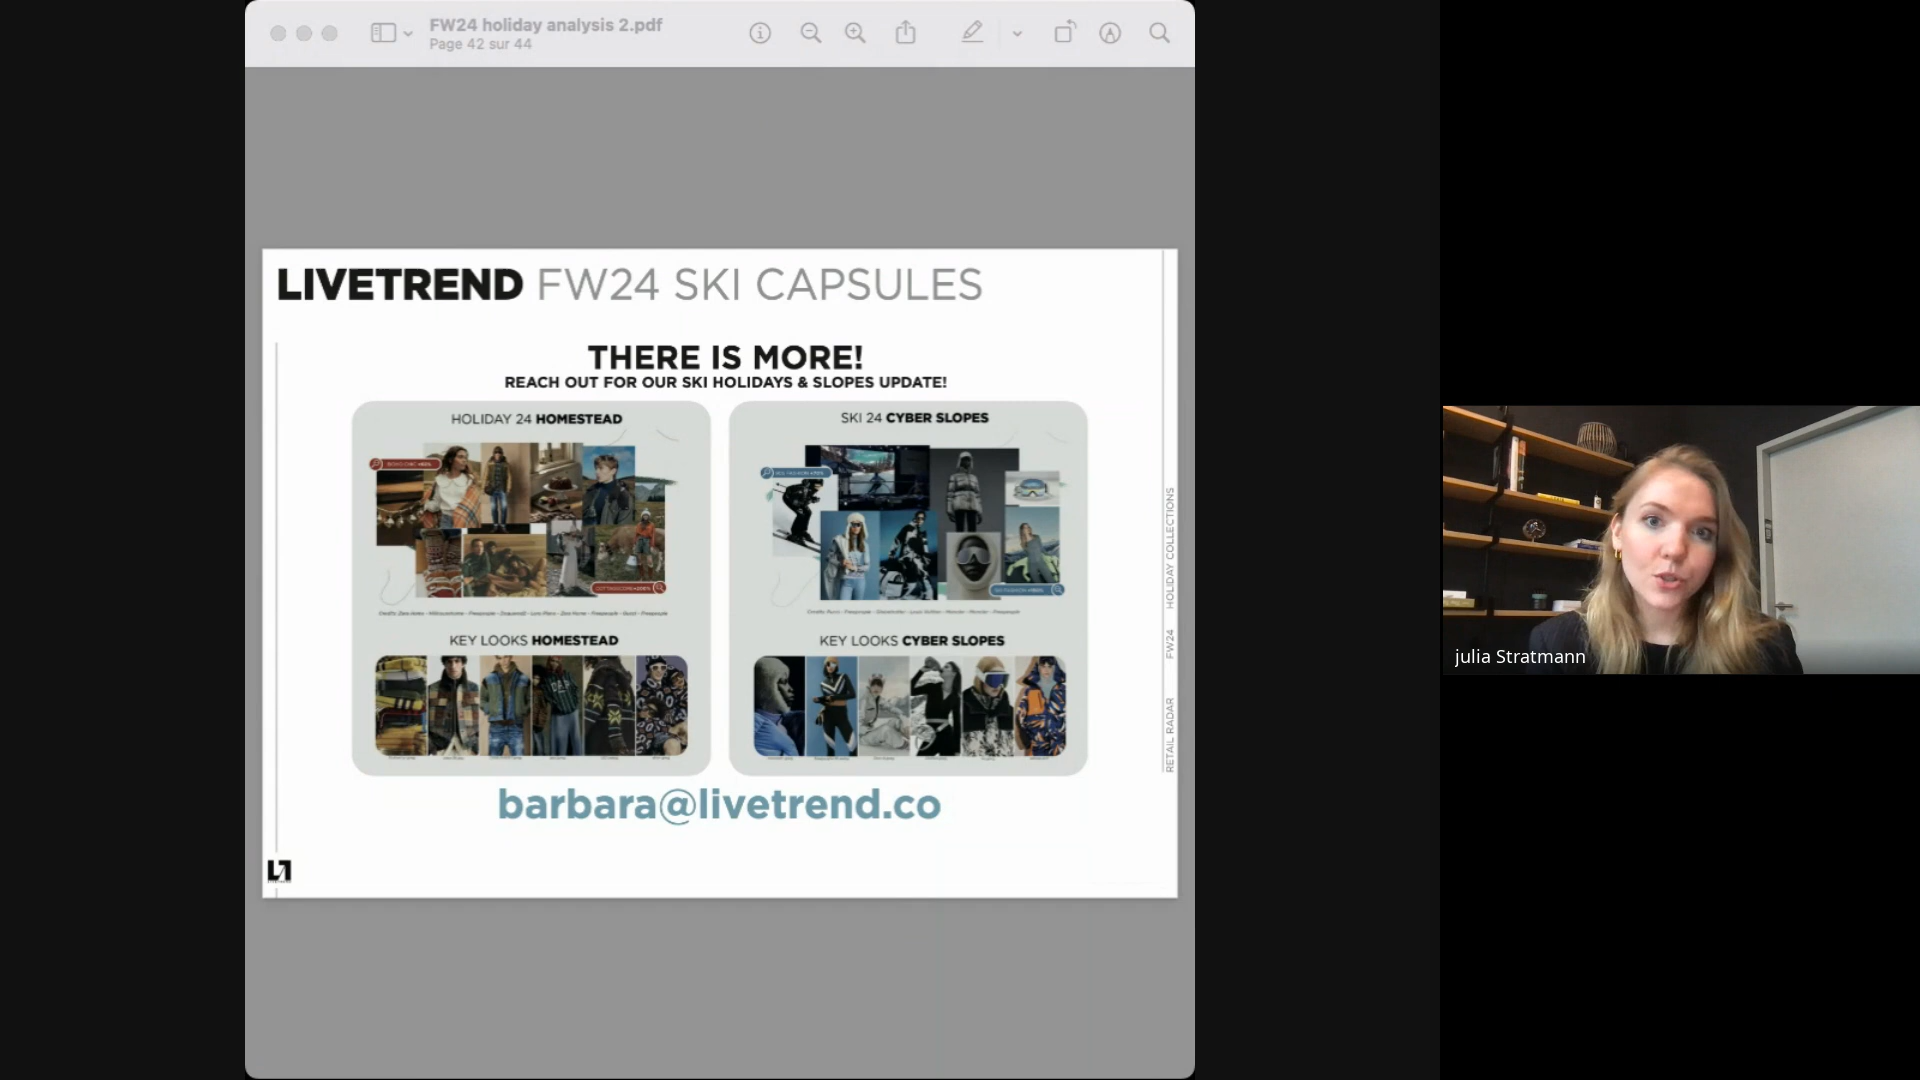 FW24 holiday analysis 2.pdf
Page 42 sur 44
LIVETREND FW24 SKI CAPSULES
THERE IS MORE!
REACH OUT FOR OUR SKI HOLIDAYS & SLOPES UPDATE!
HOLIDAY 24 HOMESTEAD
KEY LOOKS HOMESTEAD
SKI 24 CYBER SLOPES
KEY LOOKS CYBER SLOPES
barbara@livetrend.co
RETAIL RADAR FW24 HOLIDAY COLLECTIONS
julia Stratmann